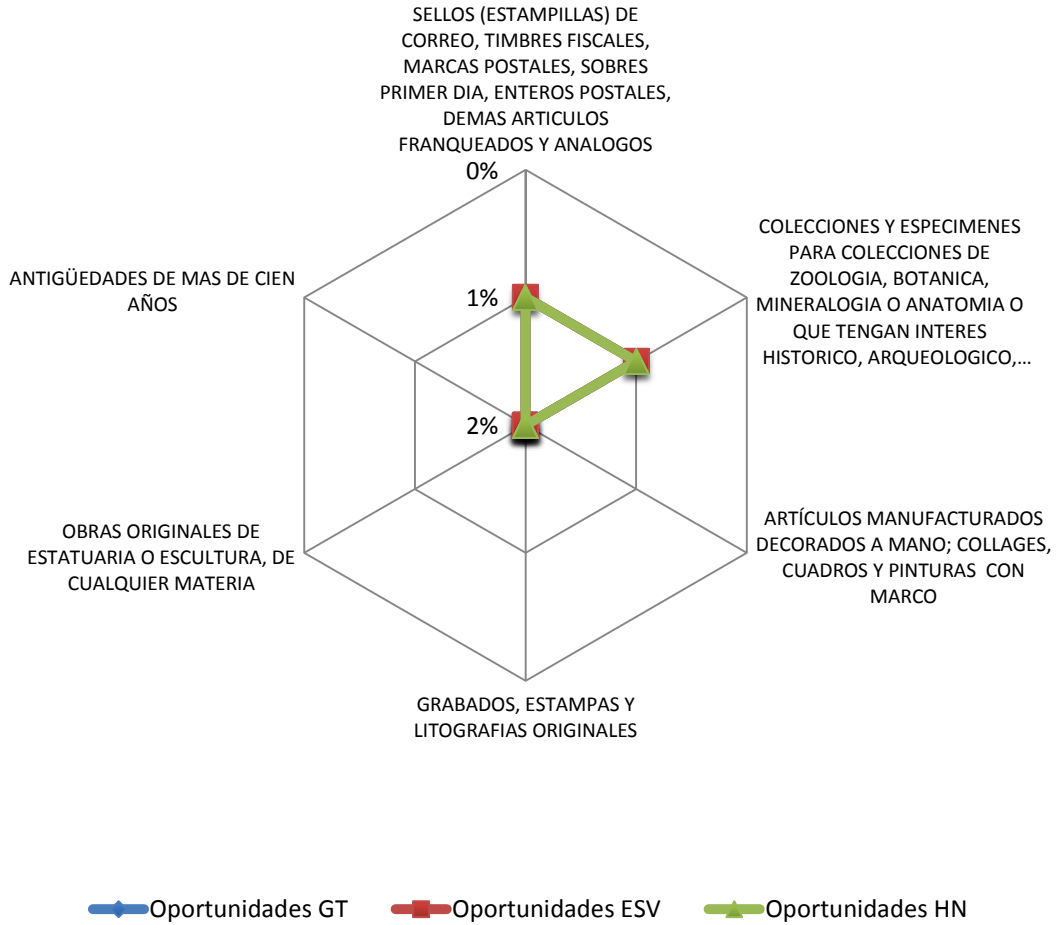 SELLOS (ESTAMPILLAS) DE
CORREO, TIMBRES FISCALES,
MARCAS POSTALES, SOBRES
PRIMER DIA, ENTEROS POSTALES,
DEMAS ARTICULOS
FRANQUEADOS Y ANALOGOS
0%
COLECCIONES Y ESPECIMENES
PARA COLECCIONES DE
ZOOLOGIA, BOTANICA,
MINERALOGIA O ANATOMIA O
QUE TENGAN INTERES
HISTORICO, ARQUEOLOGICO,...
ANTIGÜEDADES DE MAS DE CIEN
AÑOS
1%
2%
ARTÍCULOS MANUFACTURADOS
DECORADOS A MANO; COLLAGES,
CUADROS Y PINTURAS CON
MARCO
OBRAS ORIGINALES DE
ESTATUARIA O ESCULTURA, DE
CUALQUIER MATERIA
GRABADOS, ESTAMPAS Y
LITOGRAFIAS ORIGINALES
Oportunidades GT
Oportunidades ESV
Oportunidades HN